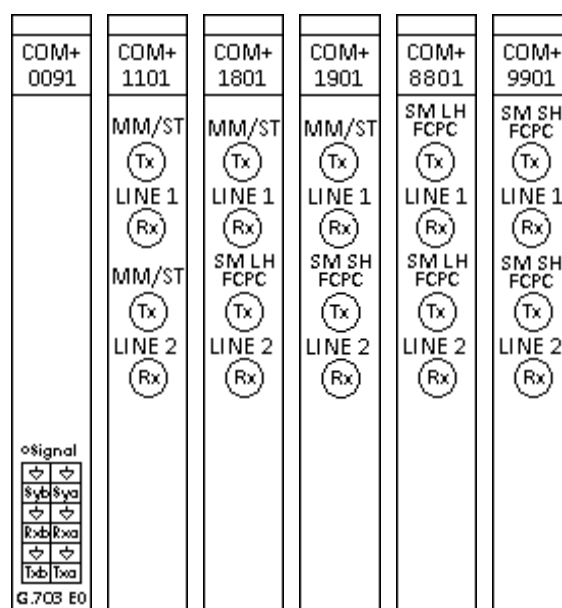 COM+
0091
oSignal
Syb Sya
Rxb Rxa
Txb Txa
G.703 E0
COM+
1101
MM/ST
Tx
LINE 1
Rx
MM/ST
Tx
LINE 2
Rx
COM+
1801
MM/ST
Tx
LINE 1
Rx
SM LH
FCPC
Tx
LINE 2
Rx
COM+
1901
MM/ST
Tx
LINE 1
Rx
SM SH
FCPC
Tx
LINE 2
Rx
COM+
8801
SM LH
FCPC
Tx
LINE 1
Rx
SM LH
FCPC
Tx
LINE 2
Rx
COM+
9901
SM SH
FCPC
Tx
LINE 1
Rx
SM SH
FCPC
Tx
LINE 2
Rx